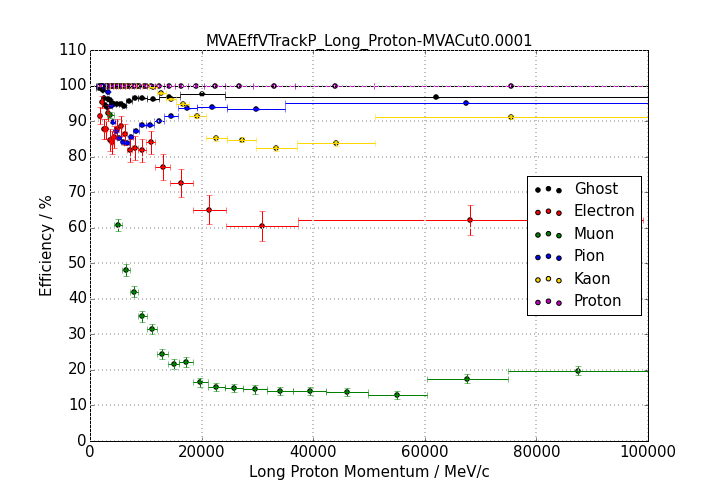 MVAEffVTrackP_Long_Proton-MVACut0.0001
110
100
90
80
70
60
50
40
30
20
10
0
Efficiency / %
Ghost
Electron
Muon
Pion
Kaon
Proton
0 20000 40000 60000 80000 100000
Long Proton Momentum / MeV/c